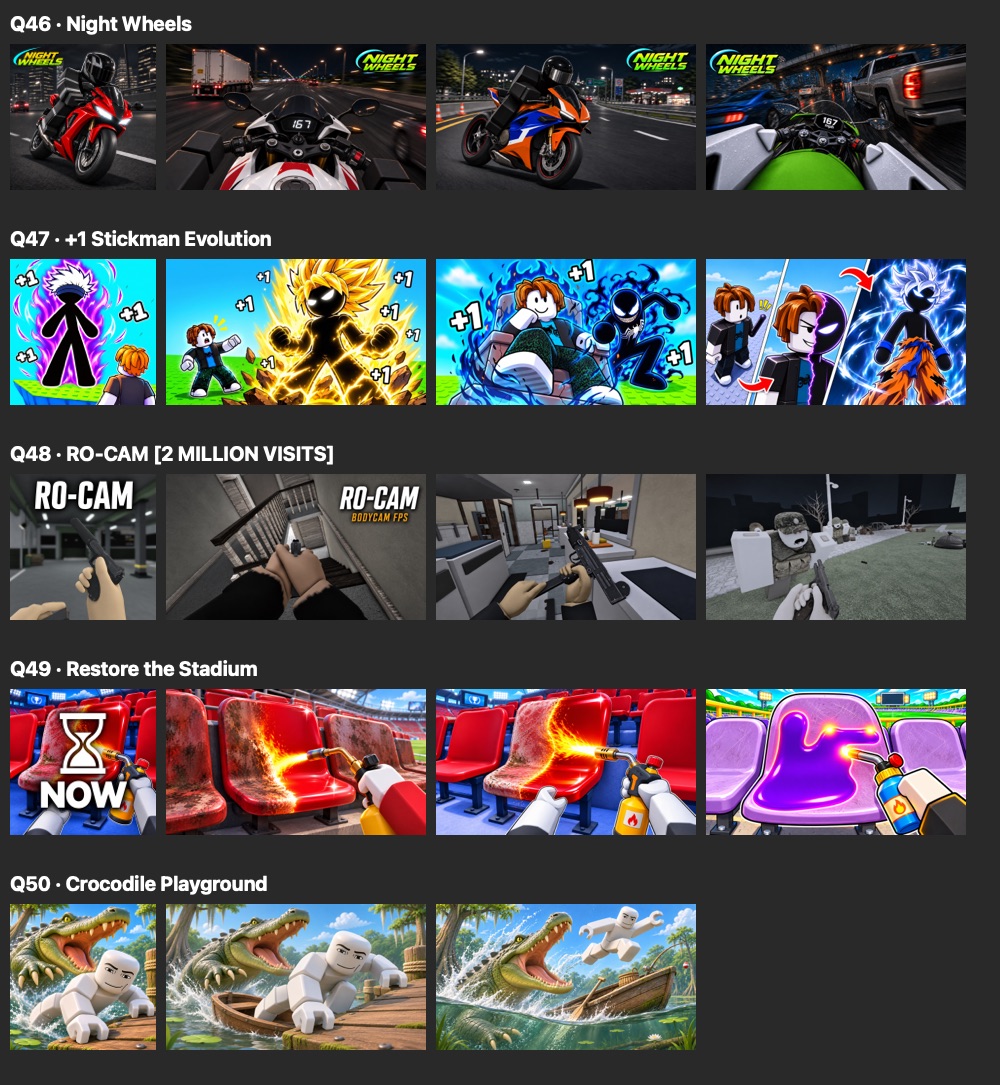 Q46 · Night Wheels
NIGHT WHEELS
167
NIGHT WHEELS
NIGHT WHEELS
NIGHT WHEELS
167
Q47 · +1 Stickman Evolution
+1
+1
+1
+1
+1
+1
+1
+1
+1
+1
+1
+1
+1
Q48 · RO-CAM [2 MILLION VISITS]
RO-CAM
RO-CAM
BODYCAM FPS
Q49 · Restore the Stadium
NOW
Q50 · Crocodile Playground